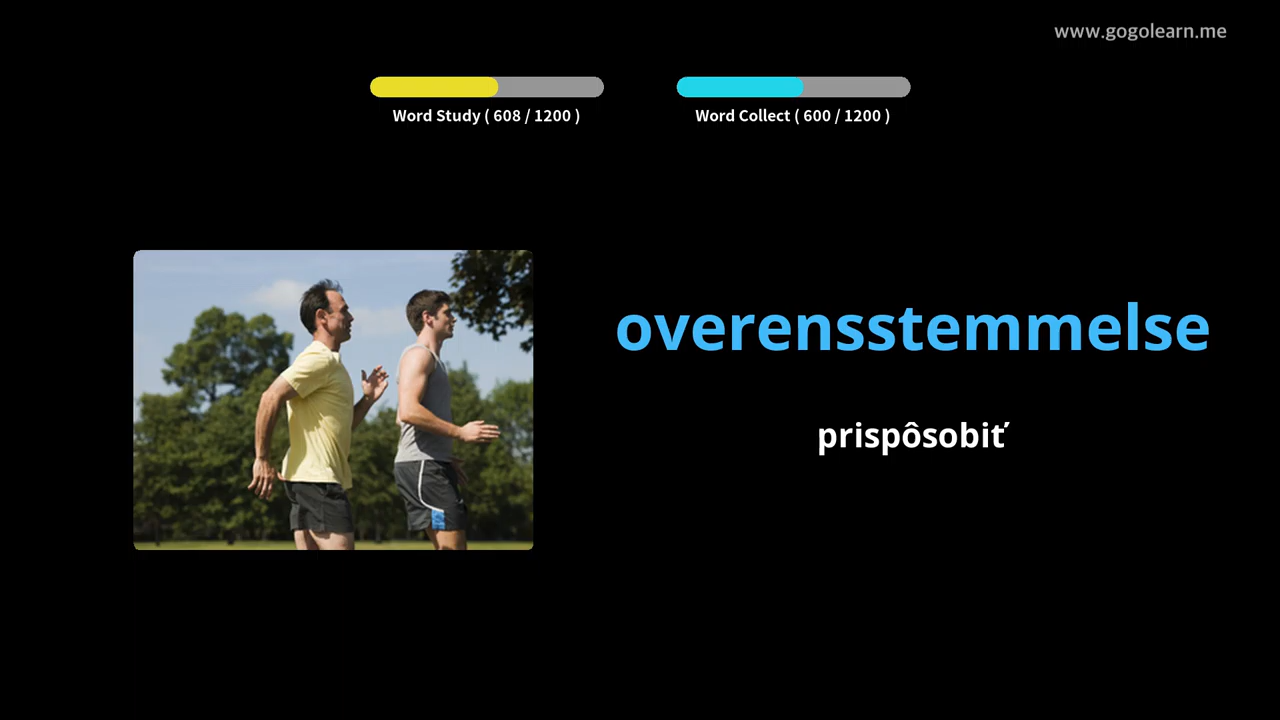 www.gogolearn.me
Word Study ( 608 / 1200 )
Word Collect ( 600 / 1200 )
overensstemmelse
prispôsobiť